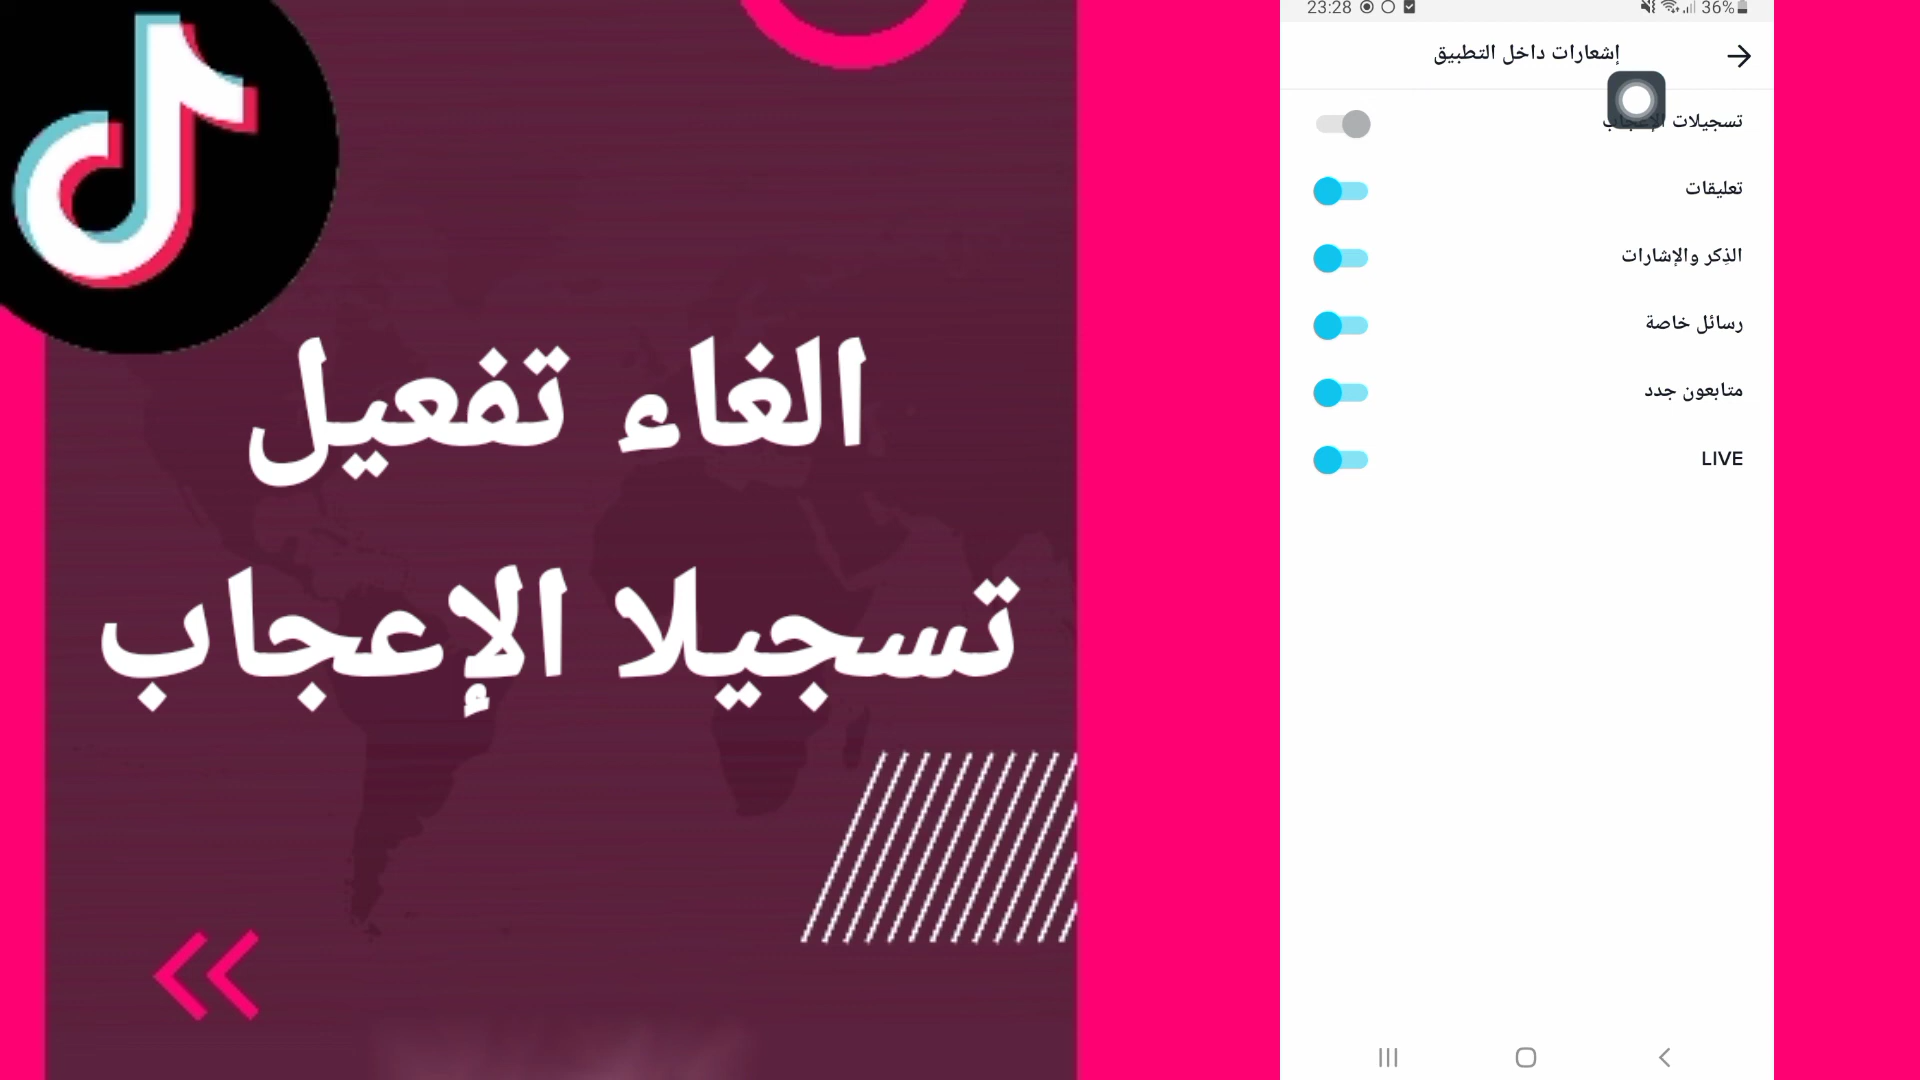 الغاء تفعيل
تسجيلا الإعجاب
23:28
36%
إشعارات داخل التطبيق
تسجيلات الإعجاب
تعليقات
الذِكر والإشارات
رسائل خاصة
متابعون جدد
LIVE